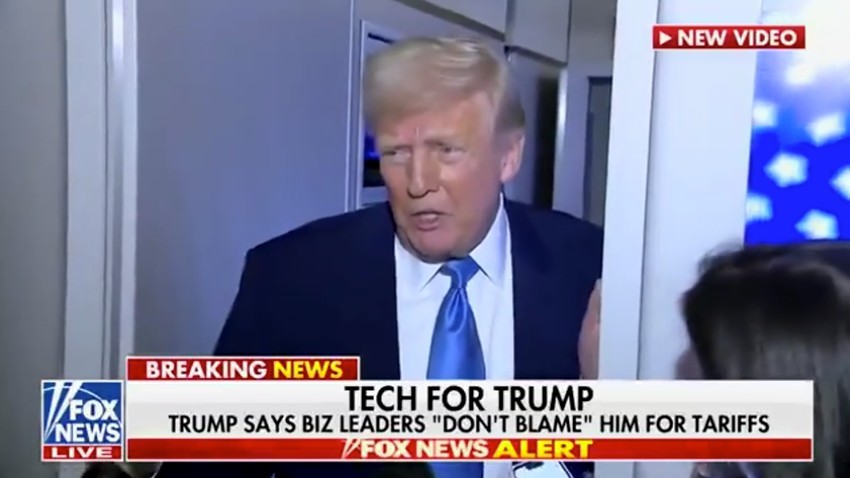 NEW VIDEO
BREAKING NEWS
TECH FOR TRUMP
TRUMP SAYS BIZ LEADERS "DON'T BLAME" HIM FOR TARIFFS
FOX NEWS ALERT
FOX
NEWS
LIVE